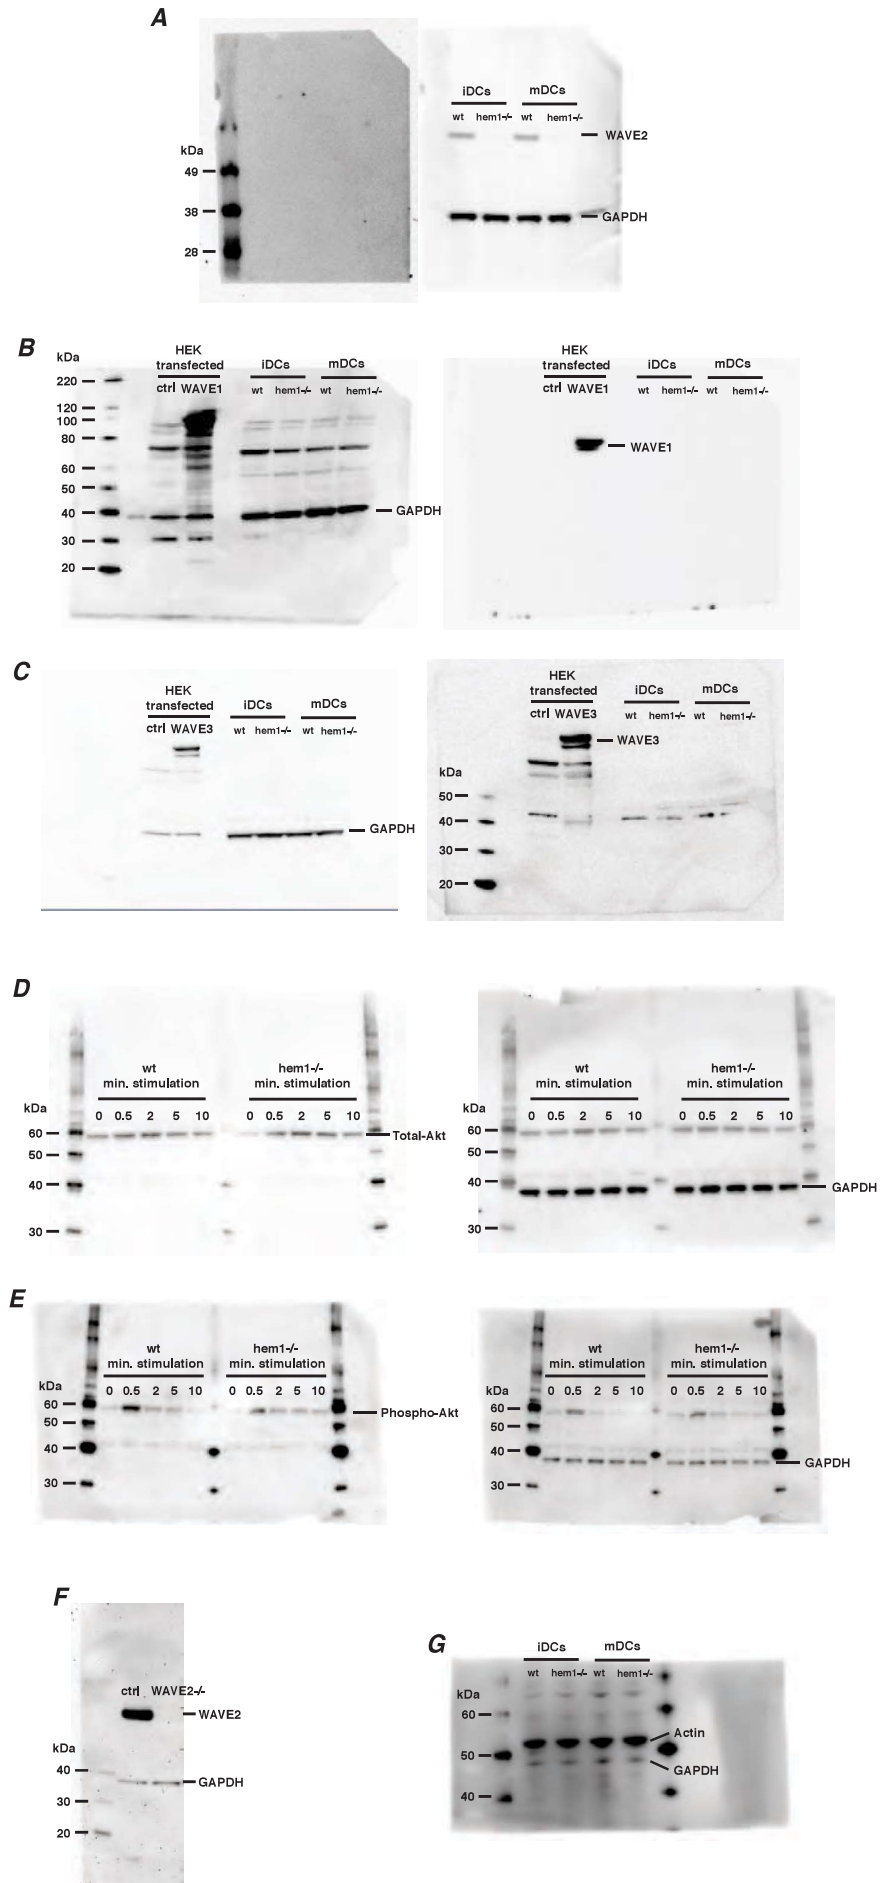 A
iDCs mDCs
wt hem1-/- wt hem1-/-
WAVE2
kDa
49
38
28
GAPDH
B
kDa
HEK
transfected
iDCs mDCs
ctrl WAVE1 wt hem1-/- wt hem1-/-
220
120
100
80
60
50
40
30
20
GAPDH
HEK
transfected
iDCs mDCs
ctrl WAVE1 wt hem1-/- wt hem1-/-
WAVE1
C
HEK
transfected
iDCs mDCs
ctrl WAVE3 wt hem1-/- wt hem1-/-
GAPDH
HEK
transfected
iDCs mDCs
ctrl WAVE3 wt hem1-/- wt hem1-/-
WAVE3
kDa
50
40
30
20
D
wt hem1-/-
min. stimulation min. stimulation
kDa
0 0.5 2 5 10 0 0.5 2 5 10
60
50
40
30
Total-Akt
wt hem1-/-
min. stimulation min. stimulation
kDa
0 0.5 2 5 10 0 0.5 2 5 10
60
50
40
30
GAPDH
E
wt hem1-/-
min. stimulation min. stimulation
kDa
0 0.5 2 5 10 0 0.5 2 5 10
60
50
40
30
Phospho-Akt
wt hem1-/-
min. stimulation min. stimulation
kDa
0 0.5 2 5 10 0 0.5 2 5 10
60
50
40
30
GAPDH
F
ctrl WAVE2-/-
WAVE2
kDa
40
30
20
GAPDH
G
iDCs mDCs
wt hem1-/- wt hem1-/-
kDa
60
50
40
Actin
GAPDH